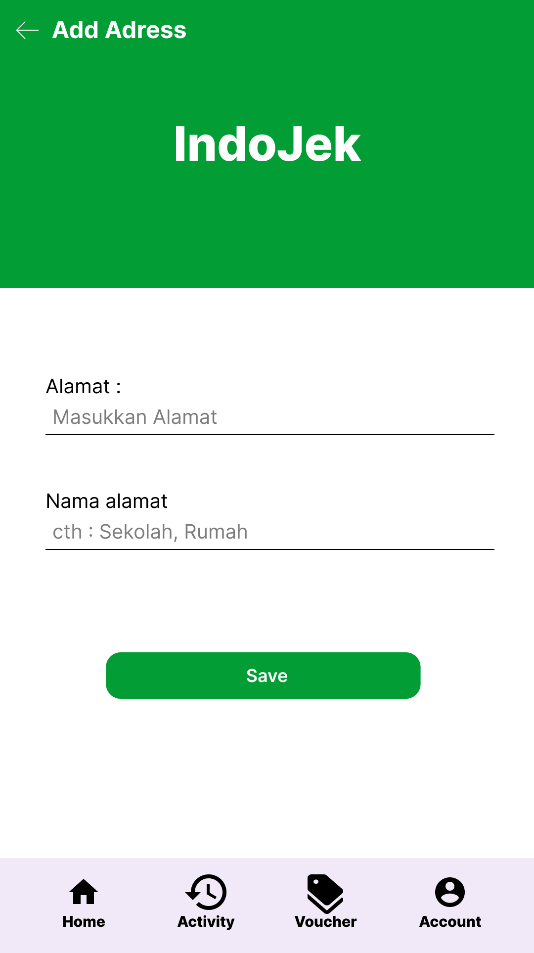 Add Adress
IndoJek
Alamat :
Masukkan Alamat
Nama alamat
cth : Sekolah, Rumah
Save
Home Activity Voucher Account